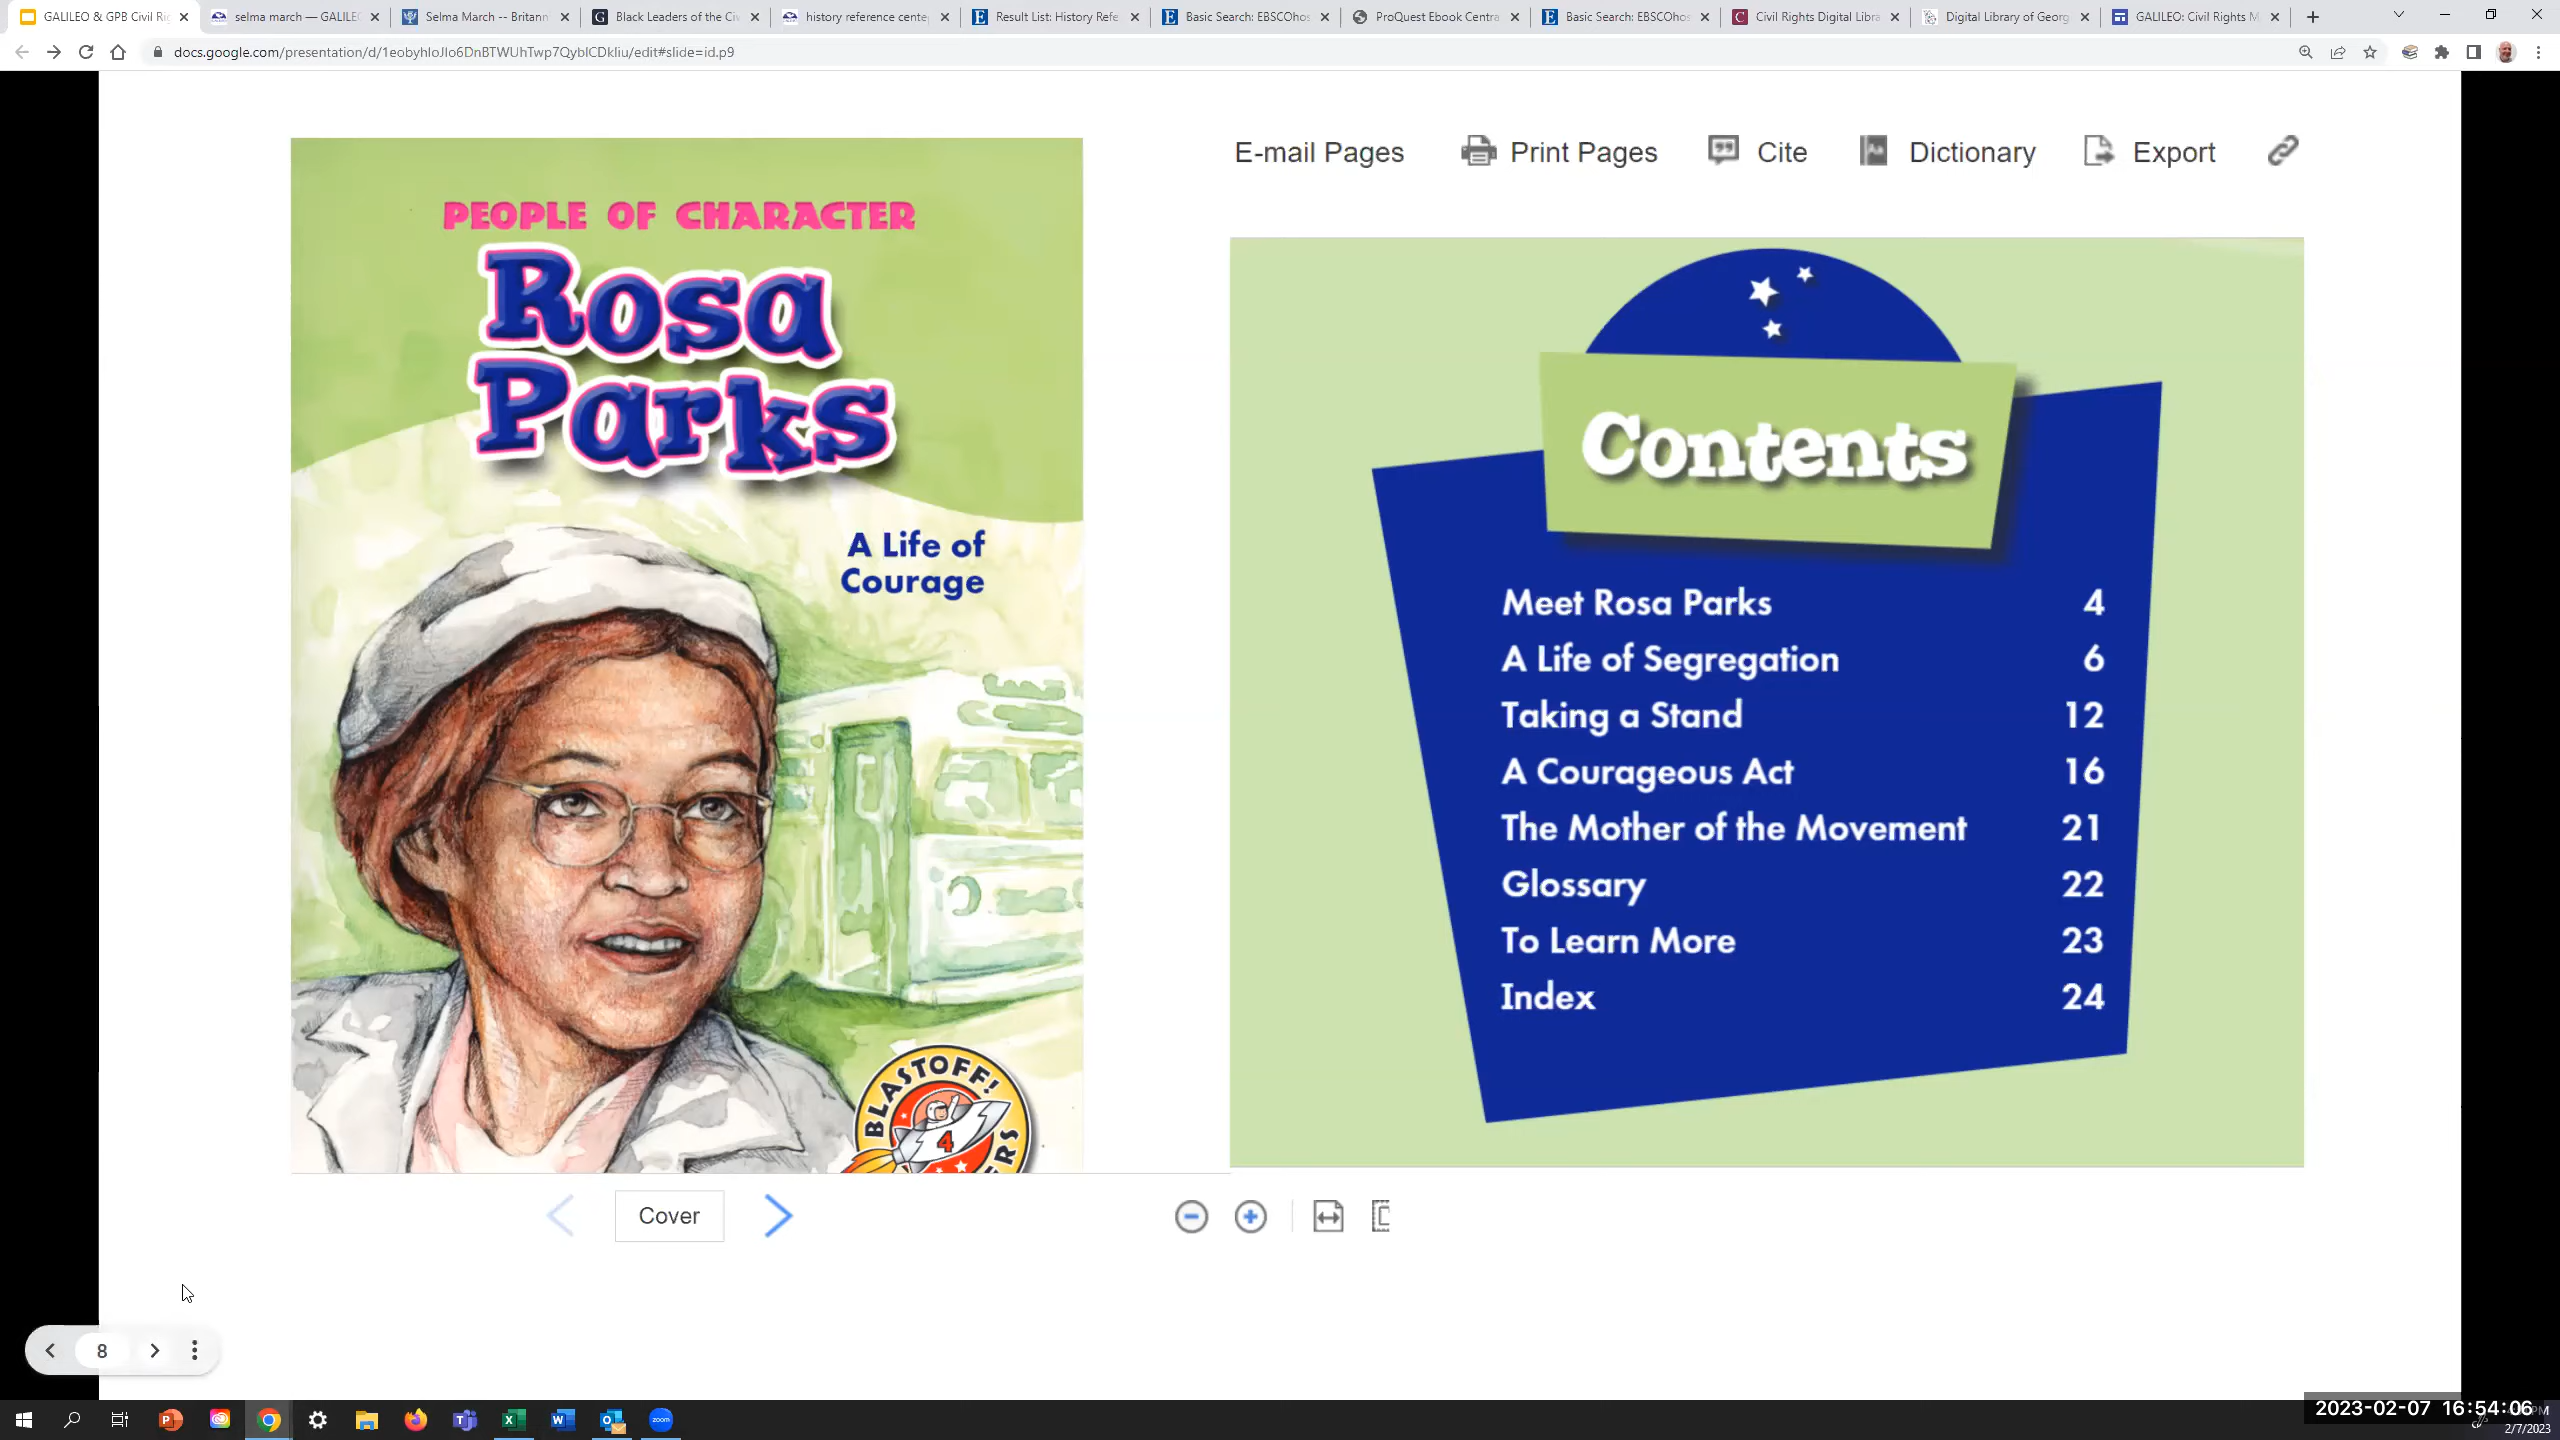 GALILEO & GPB Civil Ri
selma march — GALILE
Selma March -- Britann
Black Leaders of the Ci
history reference cente
Result List: History Refe
Basic Search: EBSCOhos
ProQuest Ebook Centra
Basic Search: EBSCOhos
Civil Rights Digital Libra
Digital Library of Georg
GALILEO: Civil Rights M
docs.google.com/presentation/d/1eobyhloJIo6DnBTWUhTwp7QyblCDkliu/edit#slide=id.p9
E-mail Pages Print Pages Cite Dictionary Export
PEOPLE OF CHARACTER
Rosa
Parks
A Life of
Courage
BLASTOFF!
4
Contents
Meet Rosa Parks 4
A Life of Segregation 6
Taking a Stand 12
A Courageous Act 16
The Mother of the Movement 21
Glossary 22
To Learn More 23
Index 24
Cover
8
2023-02-07 16:54:06
2/7/2023